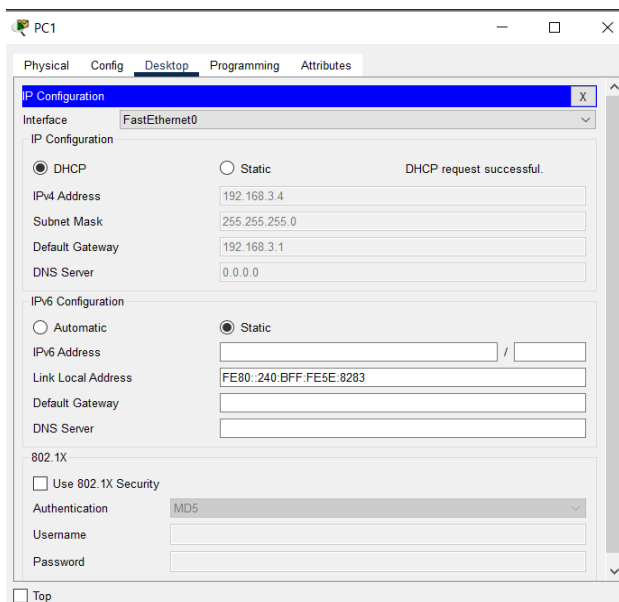 PC1
Physical Config Desktop Programming Attributes
IP Configuration X
Interface FastEthernet0
IP Configuration
DHCP Static DHCP request successful.
IPv4 Address 192.168.3.4
Subnet Mask 255.255.255.0
Default Gateway 192.168.3.1
DNS Server 0.0.0.0
IPv6 Configuration
Automatic Static
IPv6 Address /
Link Local Address FE80::240:BFF:FE5E:8283
Default Gateway
DNS Server
802.1X
Use 802.1X Security
Authentication MD5
Username
Password
Top